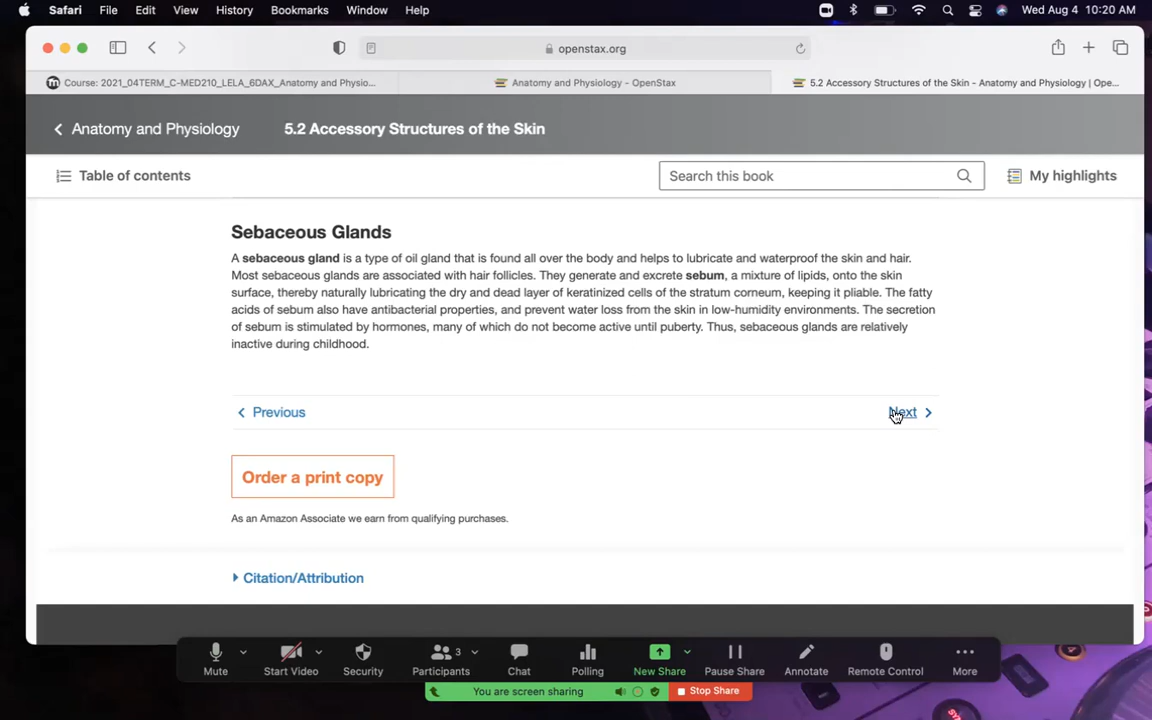 Safari File Edit View History Bookmarks Window Help Wed Aug 4 10:20 AM
openstax.org
Course: 2021_04TERM_C-MED210_LELA_6DAX_Anatomy and Physio... Anatomy and Physiology - OpenStax 5.2 Accessory Structures of the Skin - Anatomy and Physiology | Ope...
Anatomy and Physiology 5.2 Accessory Structures of the Skin
Table of contents Search this book My highlights
Sebaceous Glands
A sebaceous gland is a type of oil gland that is found all over the body and helps to lubricate and waterproof the skin and hair.
Most sebaceous glands are associated with hair follicles. They generate and excrete sebum, a mixture of lipids, onto the skin
surface, thereby naturally lubricating the dry and dead layer of keratinized cells of the stratum corneum, keeping it pliable. The fatty
acids of sebum also have antibacterial properties, and prevent water loss from the skin in low-humidity environments. The secretion
of sebum is stimulated by hormones, many of which do not become active until puberty. Thus, sebaceous glands are relatively
inactive during childhood.
Previous Next
Order a print copy
As an Amazon Associate we earn from qualifying purchases.
Citation/Attribution
3
Mute Start Video Security Participants Chat Polling New Share Pause Share Annotate Remote Control More
You are screen sharing Stop Share